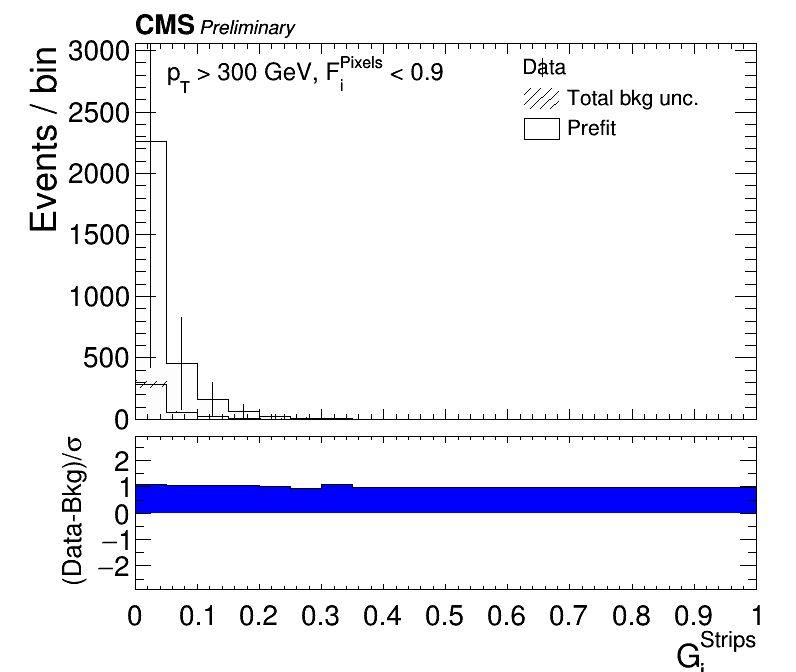 CMS Preliminary
p_T > 300 GeV, F_i^Pixels < 0.9
Data
Total bkg unc.
Prefit
Events / bin
3000
2500
2000
1500
1000
500
0
(Data-Bkg)/σ
2
1
0
−1
−2
0 0.1 0.2 0.3 0.4 0.5 0.6 0.7 0.8 0.9 1
G_i^Strips